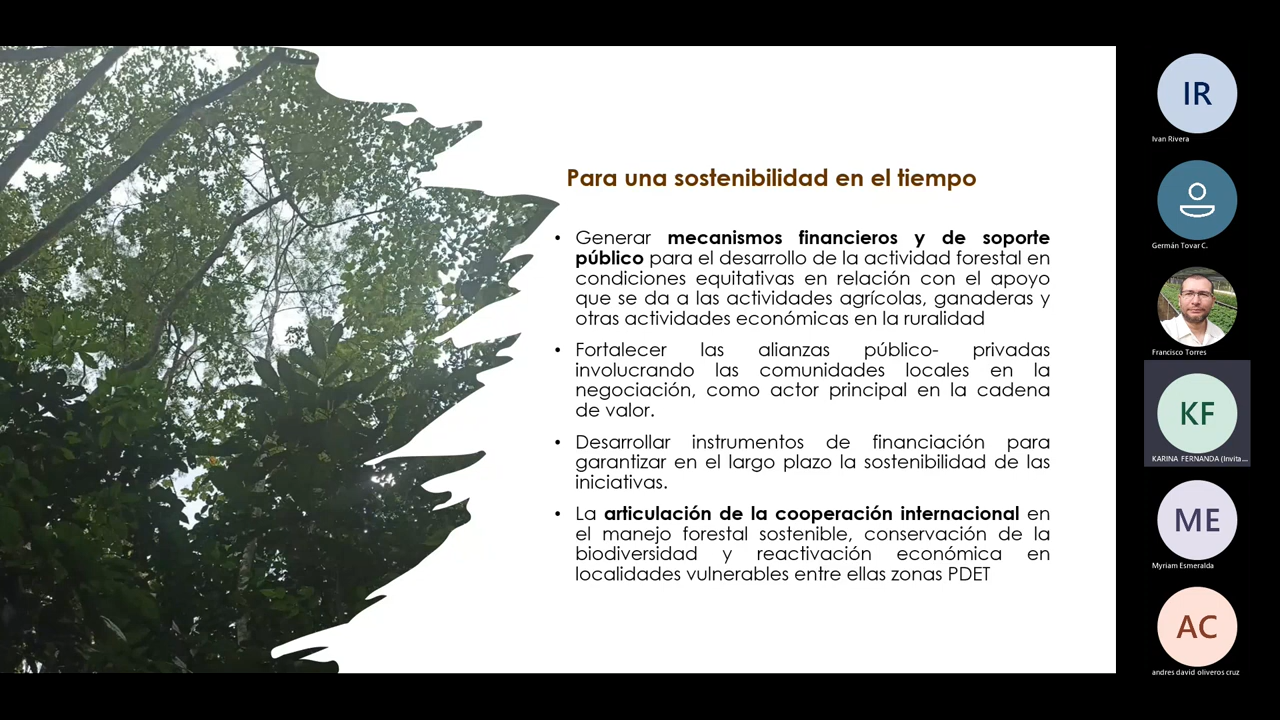 Para una sostenibilidad en el tiempo
• Generar mecanismos financieros y de soporte
público para el desarrollo de la actividad forestal en
condiciones equitativas en relación con el apoyo
que se da a las actividades agrícolas, ganaderas y
otras actividades económicas en la ruralidad
• Fortalecer las alianzas público- privadas
involucrando las comunidades locales en la
negociación, como actor principal en la cadena
de valor.
• Desarrollar instrumentos de financiación para
garantizar en el largo plazo la sostenibilidad de las
iniciativas.
• La articulación de la cooperación internacional en
el manejo forestal sostenible, conservación de la
biodiversidad y reactivación económica en
localidades vulnerables entre ellas zonas PDET
IR
Ivan Rivera
Germán Tovar C.
Francisco Torres
KF
KARINA FERNANDA (Invita...
ME
Myriam Esmeralda
AC
andres david oliveros cruz